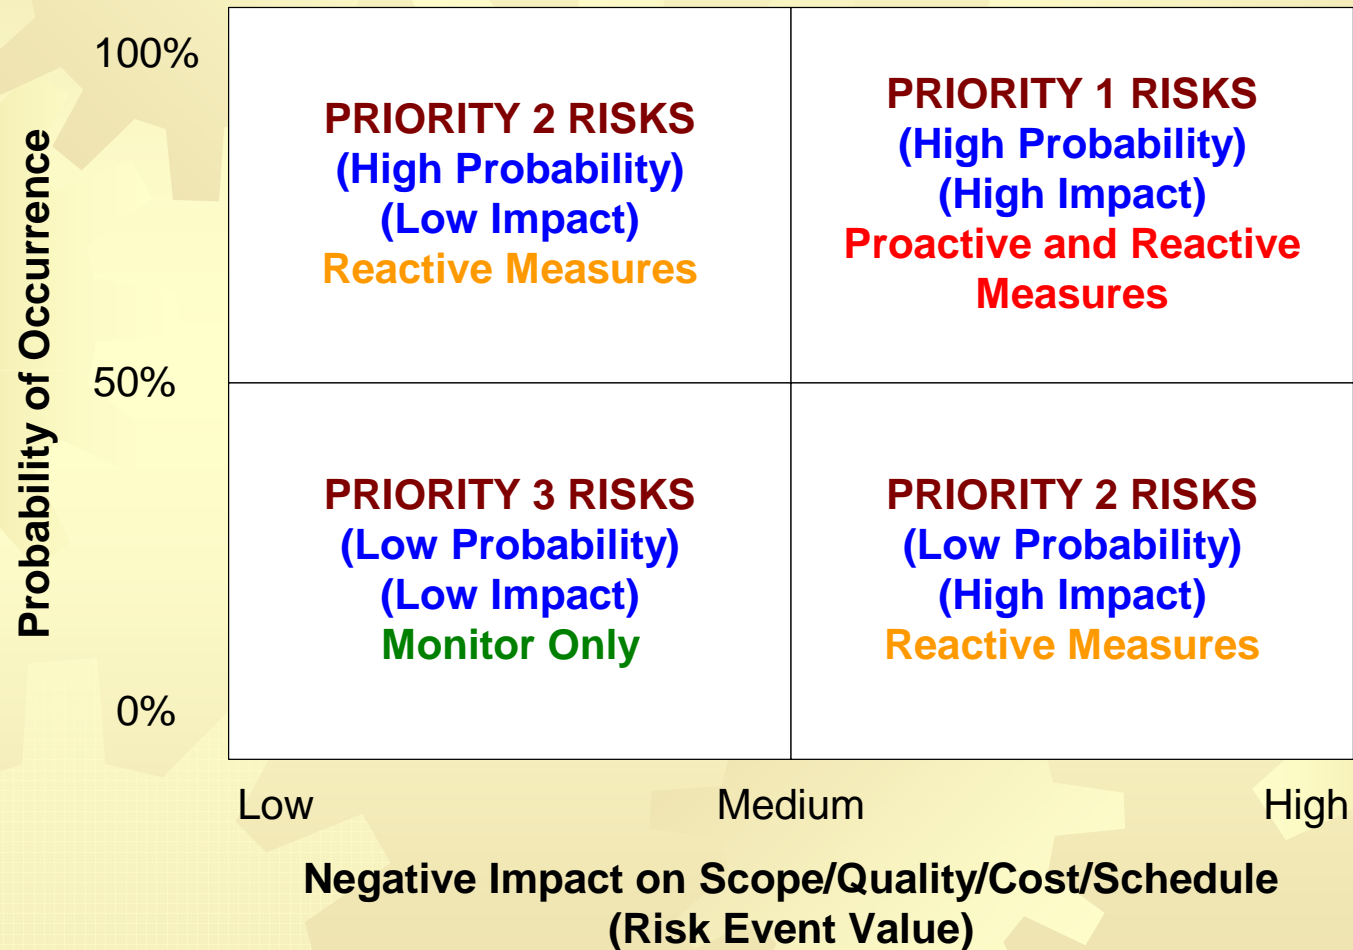 Probability of Occurrence
100%
50%
0%
PRIORITY 2 RISKS
(High Probability)
(Low Impact)
Reactive Measures
PRIORITY 1 RISKS
(High Probability)
(High Impact)
Proactive and Reactive
Measures
PRIORITY 3 RISKS
(Low Probability)
(Low Impact)
Monitor Only
PRIORITY 2 RISKS
(Low Probability)
(High Impact)
Reactive Measures
Low
Medium
High
Negative Impact on Scope/Quality/Cost/Schedule
(Risk Event Value)